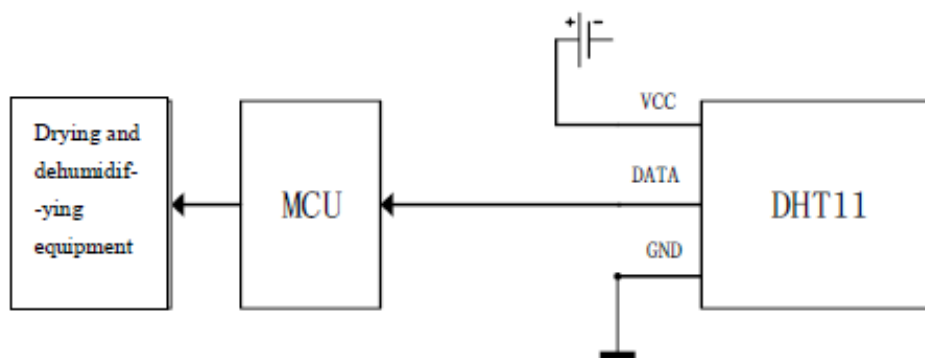 + -
VCC
Drying and
dehumidif-
-ying
equipment
MCU
DATA
DHT11
GND